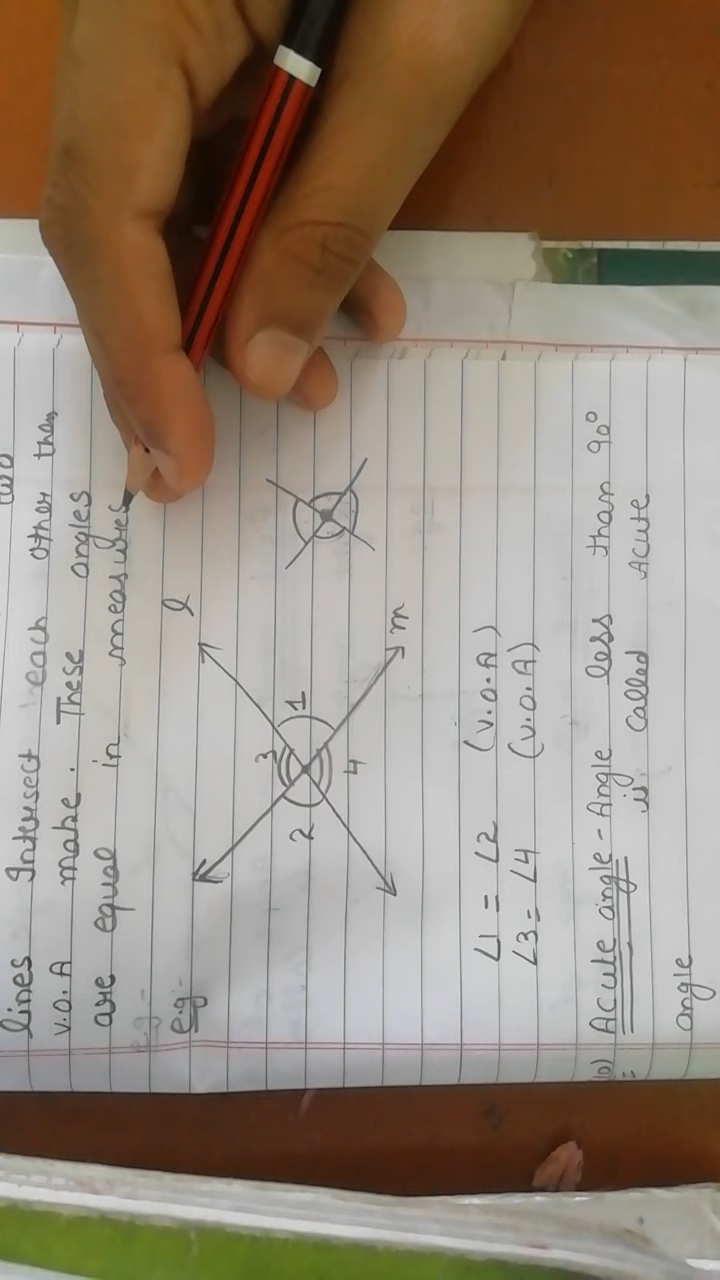 two
lines Intersect each other then
v.o.A make. These angles
are equal in measures
e.g-
e.g-
l
3
1
2
4
m
∠1 = ∠2 (v.o.A)
∠3 = ∠4 (v.o.A)
10) Acute angle - Angle less than 90°
is called Acute
angle